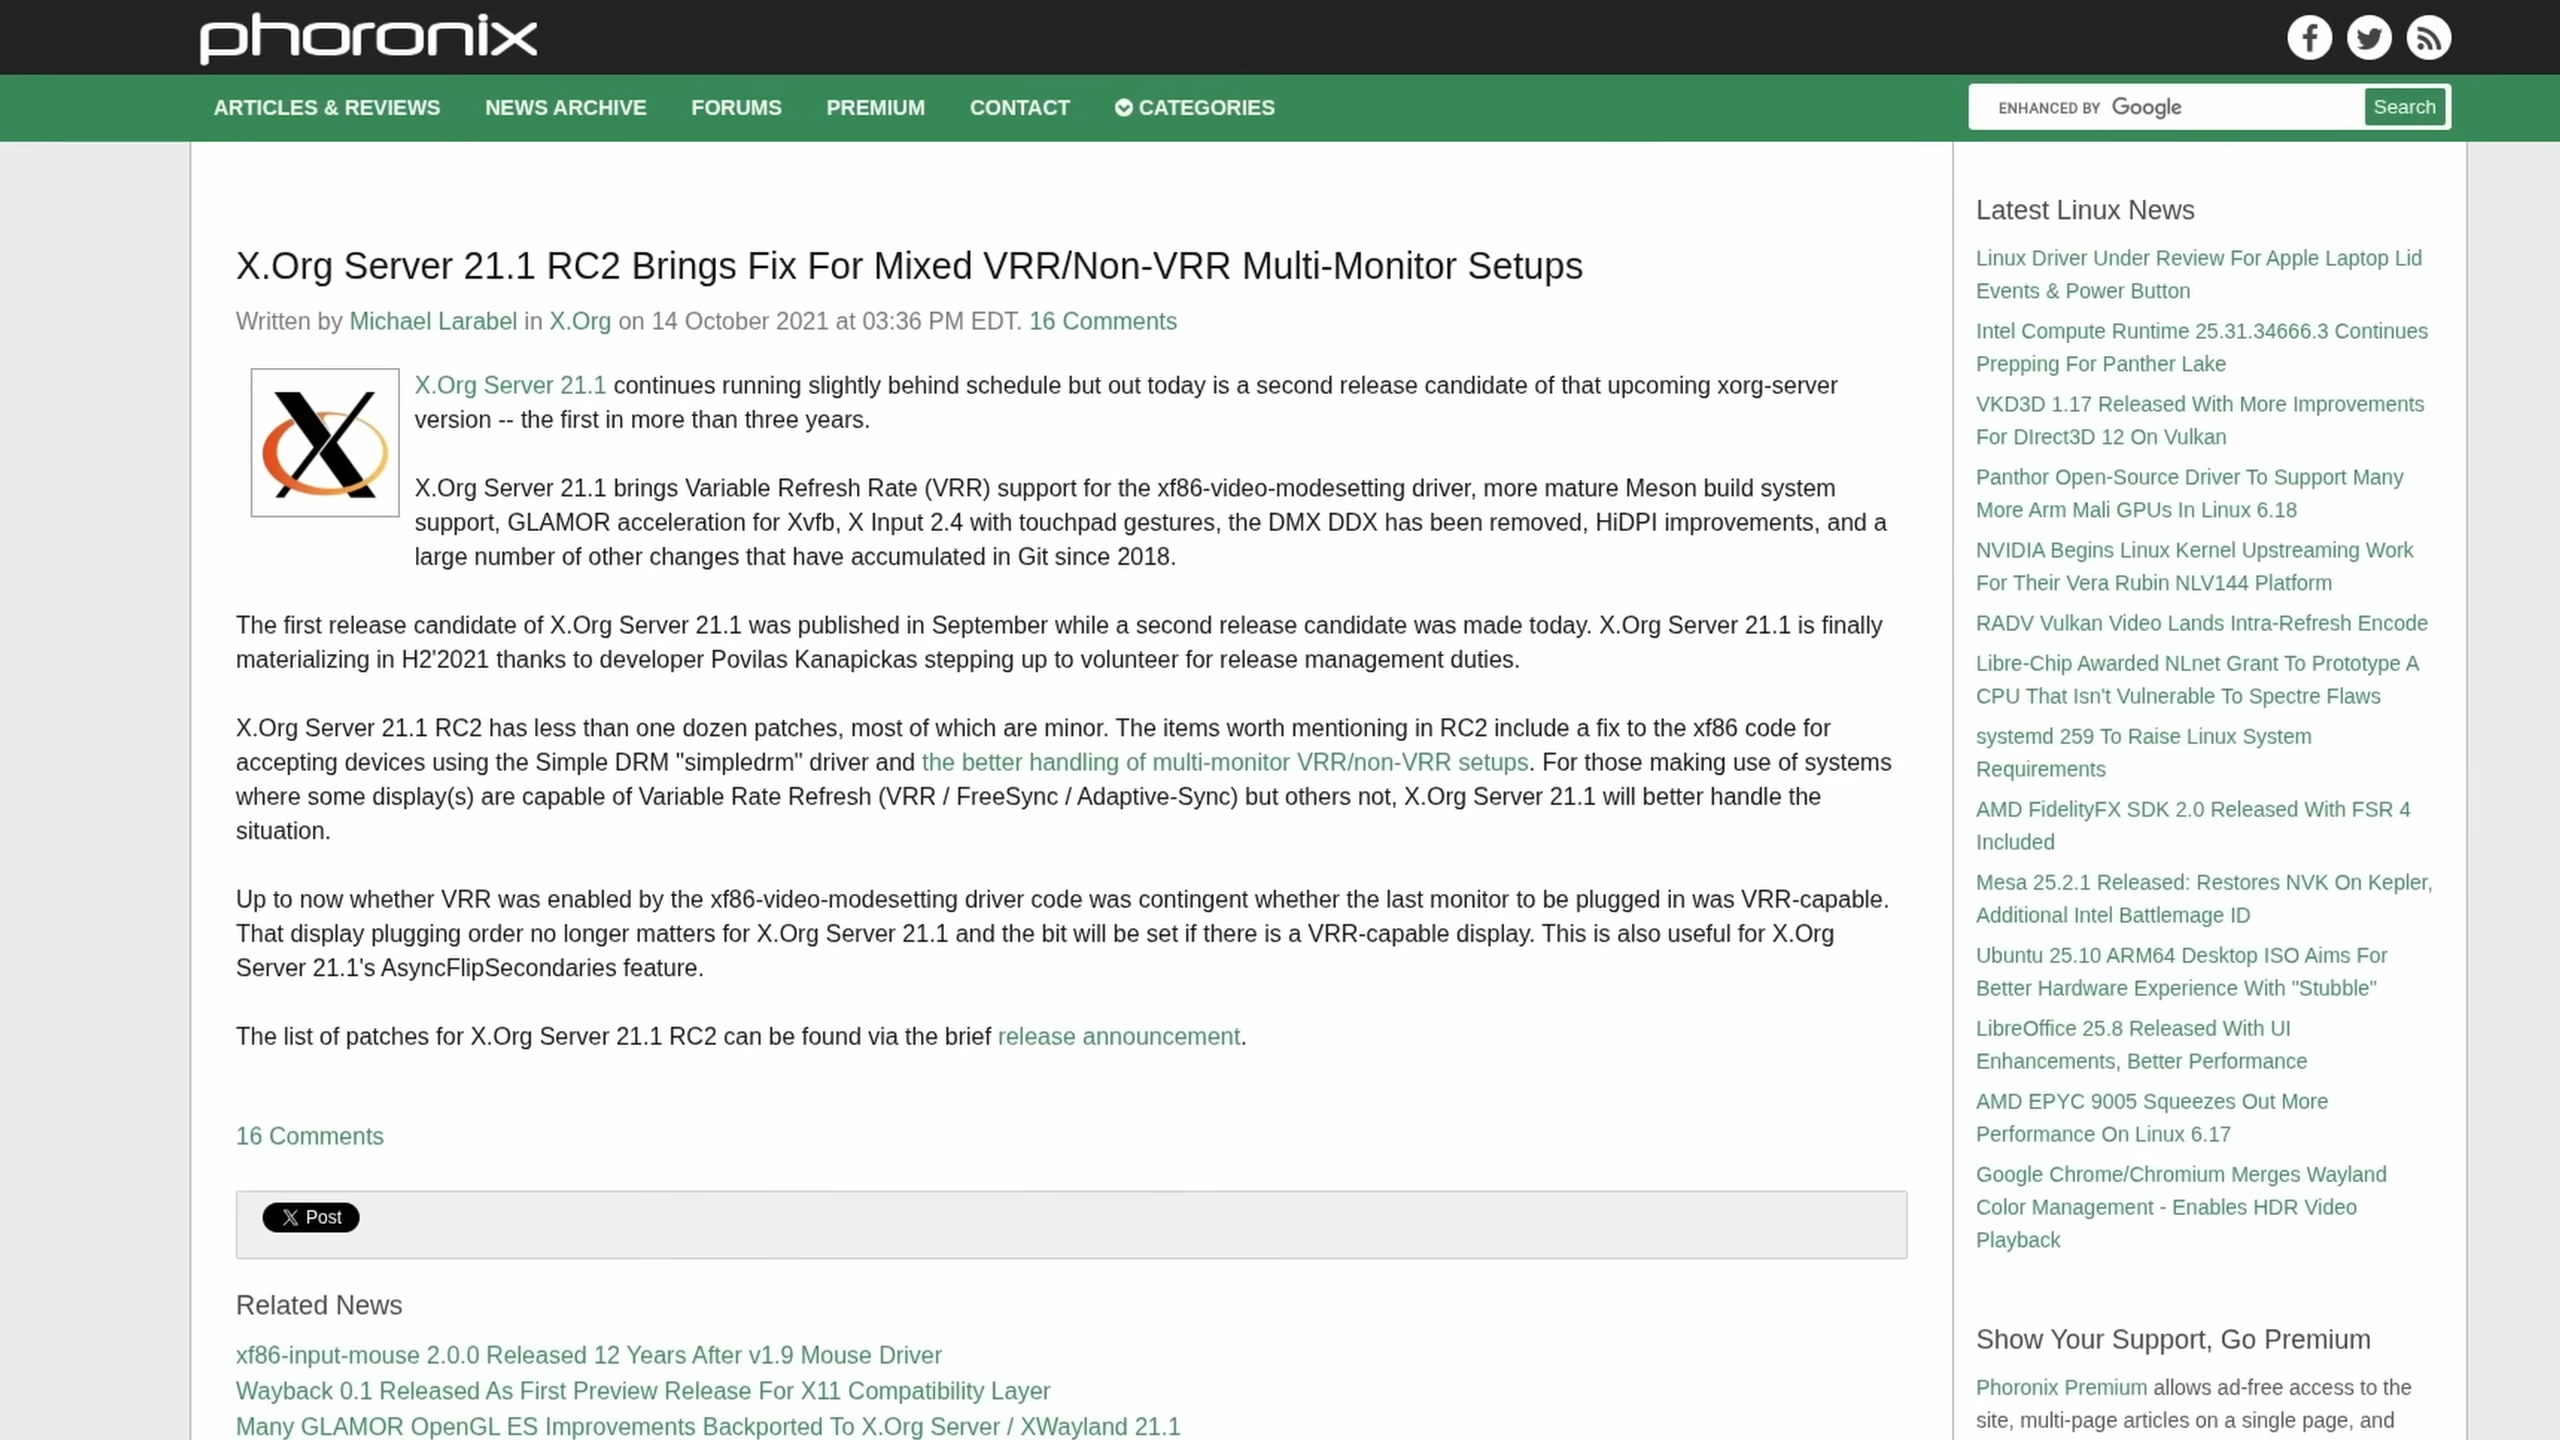 phoronix
ARTICLES & REVIEWS
NEWS ARCHIVE
FORUMS
PREMIUM
CONTACT
CATEGORIES
ENHANCED BY Google
Search
X.Org Server 21.1 RC2 Brings Fix For Mixed VRR/Non-VRR Multi-Monitor Setups
Written by Michael Larabel in X.Org on 14 October 2021 at 03:36 PM EDT. 16 Comments
X.Org Server 21.1 continues running slightly behind schedule but out today is a second release candidate of that upcoming xorg-server
version -- the first in more than three years.
X.Org Server 21.1 brings Variable Refresh Rate (VRR) support for the xf86-video-modesetting driver, more mature Meson build system
support, GLAMOR acceleration for Xvfb, X Input 2.4 with touchpad gestures, the DMX DDX has been removed, HiDPI improvements, and a
large number of other changes that have accumulated in Git since 2018.
The first release candidate of X.Org Server 21.1 was published in September while a second release candidate was made today. X.Org Server 21.1 is finally
materializing in H2'2021 thanks to developer Povilas Kanapickas stepping up to volunteer for release management duties.
X.Org Server 21.1 RC2 has less than one dozen patches, most of which are minor. The items worth mentioning in RC2 include a fix to the xf86 code for
accepting devices using the Simple DRM "simpledrm" driver and the better handling of multi-monitor VRR/non-VRR setups. For those making use of systems
where some display(s) are capable of Variable Rate Refresh (VRR / FreeSync / Adaptive-Sync) but others not, X.Org Server 21.1 will better handle the
situation.
Up to now whether VRR was enabled by the xf86-video-modesetting driver code was contingent whether the last monitor to be plugged in was VRR-capable.
That display plugging order no longer matters for X.Org Server 21.1 and the bit will be set if there is a VRR-capable display. This is also useful for X.Org
Server 21.1's AsyncFlipSecondaries feature.
The list of patches for X.Org Server 21.1 RC2 can be found via the brief release announcement.
16 Comments
Post
Related News
xf86-input-mouse 2.0.0 Released 12 Years After v1.9 Mouse Driver
Wayback 0.1 Released As First Preview Release For X11 Compatibility Layer
Many GLAMOR OpenGL ES Improvements Backported To X.Org Server / XWayland 21.1
Latest Linux News
Linux Driver Under Review For Apple Laptop Lid
Events & Power Button
Intel Compute Runtime 25.31.34666.3 Continues
Prepping For Panther Lake
VKD3D 1.17 Released With More Improvements
For DIrect3D 12 On Vulkan
Panthor Open-Source Driver To Support Many
More Arm Mali GPUs In Linux 6.18
NVIDIA Begins Linux Kernel Upstreaming Work
For Their Vera Rubin NLV144 Platform
RADV Vulkan Video Lands Intra-Refresh Encode
Libre-Chip Awarded NLnet Grant To Prototype A
CPU That Isn't Vulnerable To Spectre Flaws
systemd 259 To Raise Linux System
Requirements
AMD FidelityFX SDK 2.0 Released With FSR 4
Included
Mesa 25.2.1 Released: Restores NVK On Kepler,
Additional Intel Battlemage ID
Ubuntu 25.10 ARM64 Desktop ISO Aims For
Better Hardware Experience With "Stubble"
LibreOffice 25.8 Released With UI
Enhancements, Better Performance
AMD EPYC 9005 Squeezes Out More
Performance On Linux 6.17
Google Chrome/Chromium Merges Wayland
Color Management - Enables HDR Video
Playback
Show Your Support, Go Premium
Phoronix Premium allows ad-free access to the
site, multi-page articles on a single page, and